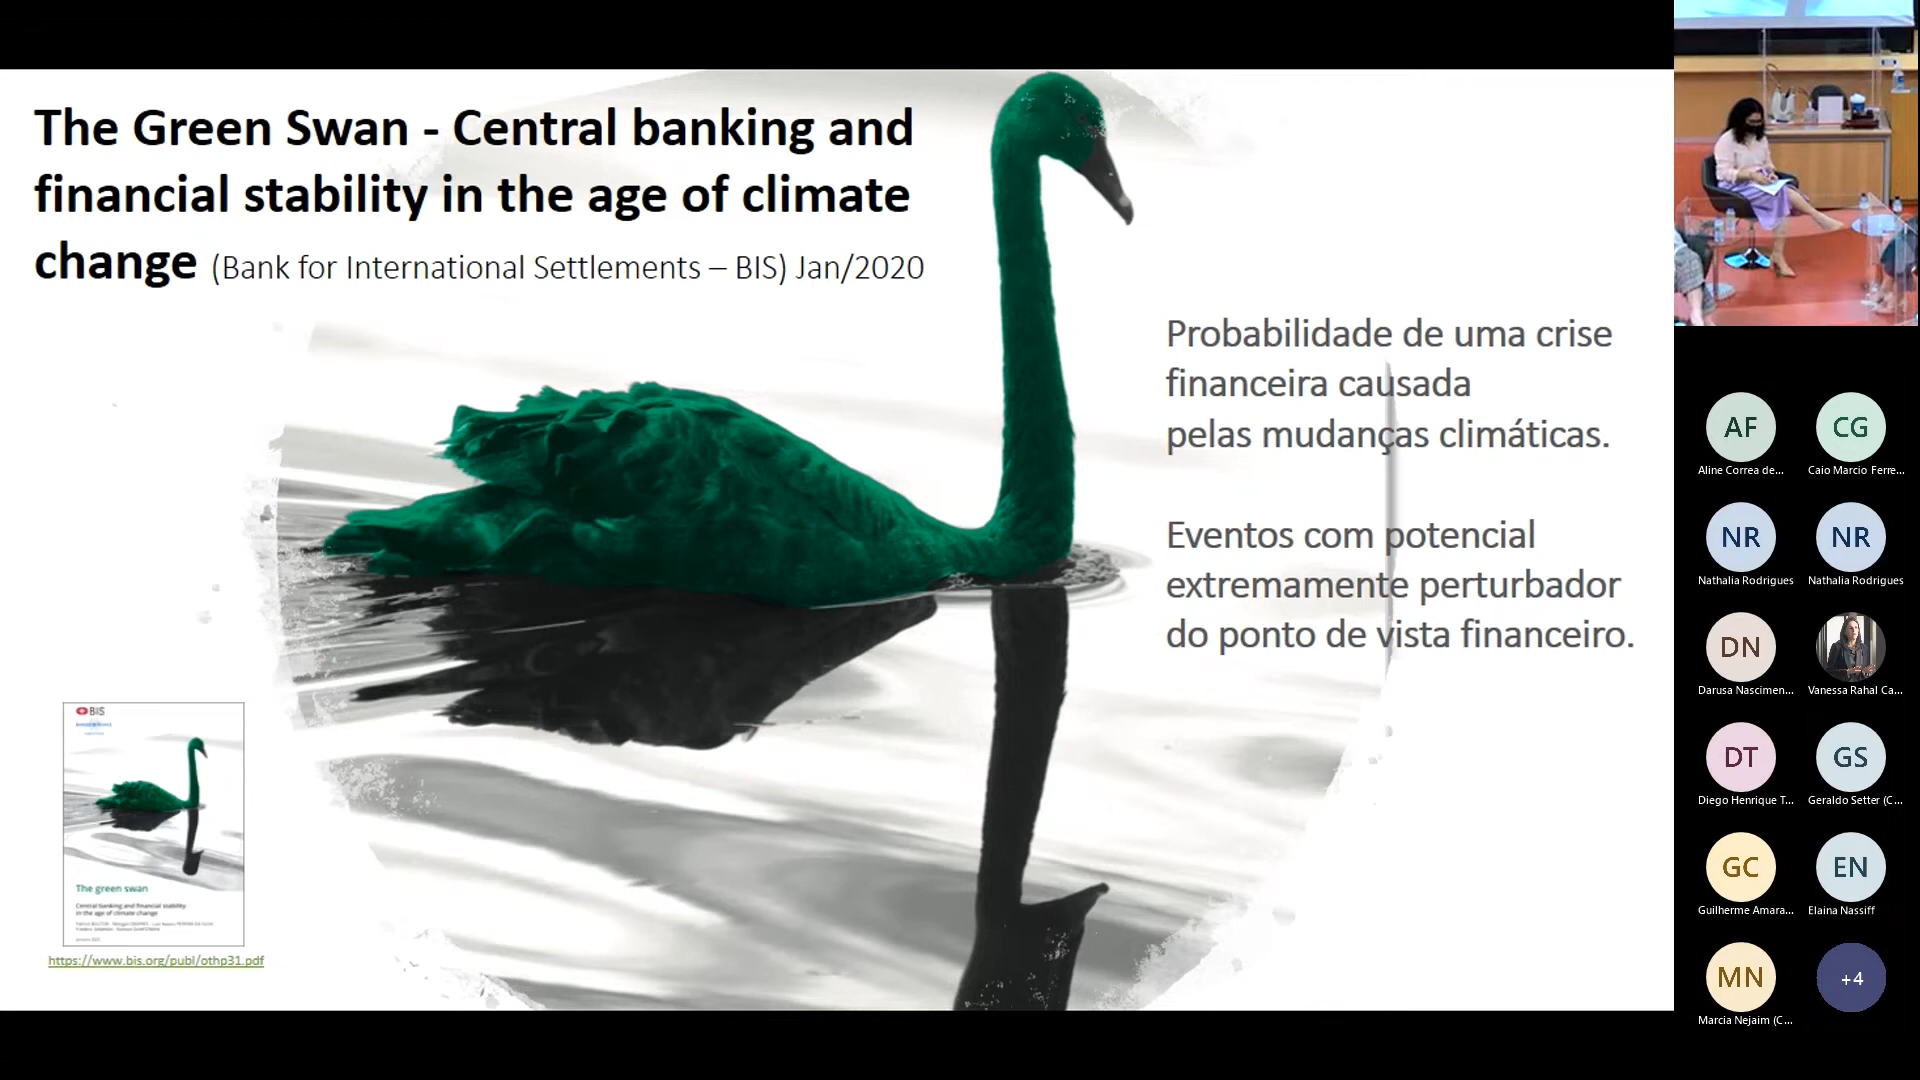 The Green Swan - Central banking and
financial stability in the age of climate
change (Bank for International Settlements – BIS) Jan/2020
Probabilidade de uma crise
financeira causada
pelas mudanças climáticas.
Eventos com potencial
extremamente perturbador
do ponto de vista financeiro.
BIS
The green swan
Central banking and financial stability
in the age of climate change
January 2020
https://www.bis.org/publ/othp31.pdf
AF
CG
Aline Correa de...
Caio Marcio Ferre...
NR
NR
Nathalia Rodrigues
Nathalia Rodrigues
DN
Darusa Nascimen...
Vanessa Rahal Ca...
DT
GS
Diego Henrique T...
Geraldo Setter (C...
GC
EN
Guilherme Amara...
Elaina Nassiff
MN
+4
Marcia Nejaim (C...